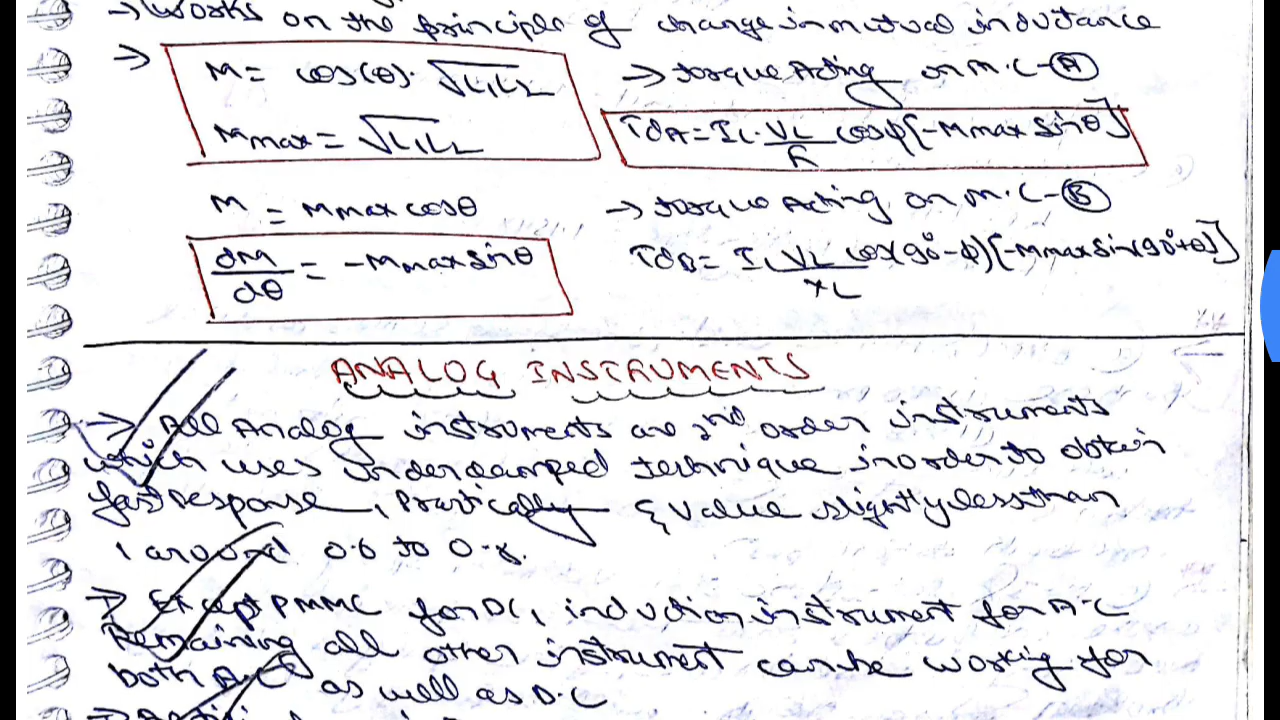 → Works on the principle of change in mutual inductance
→ M = cos(θ) · √L₁L₂
Mmax = √L₁L₂
M = Mmax cosθ
dM/dθ = -Mmax sinθ
→ torque Acting on M.C-Ⓐ
TdA = IL · VL/R cosφ[-Mmax sinθ]
→ torque Acting on M.C-Ⓑ
TdB = IL VL/XL cos(90°-φ)[-Mmax sin(90°+θ)]
ANALOG INSTRUMENTS
→ All Analog instruments are 2nd order instruments
which uses underdamped technique inorder to obtain
fast response, Practically ξ value slightly less than
1 around 0.6 to 0.8.
→ Except PMMC for DC, induction instrument for A.C
Remaining all other instrument can be working for
both A.C as well as D.C